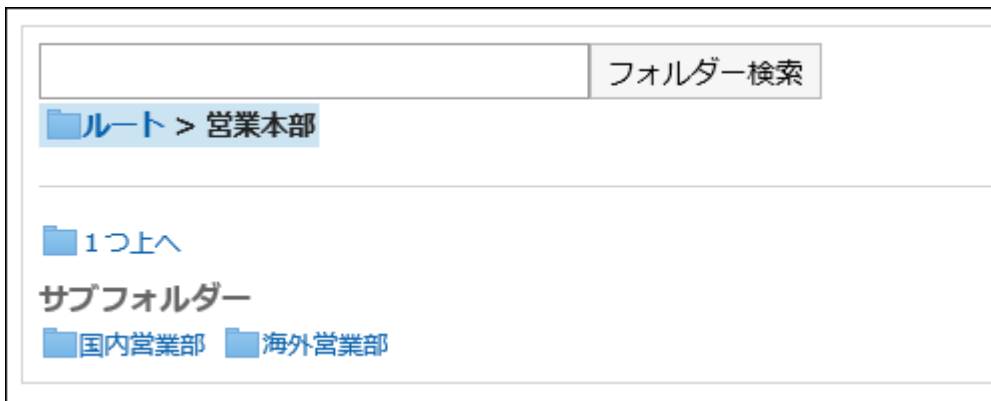 フォルダー検索
ルート > 営業本部
1つ上へ
サブフォルダー
国内営業部 海外営業部